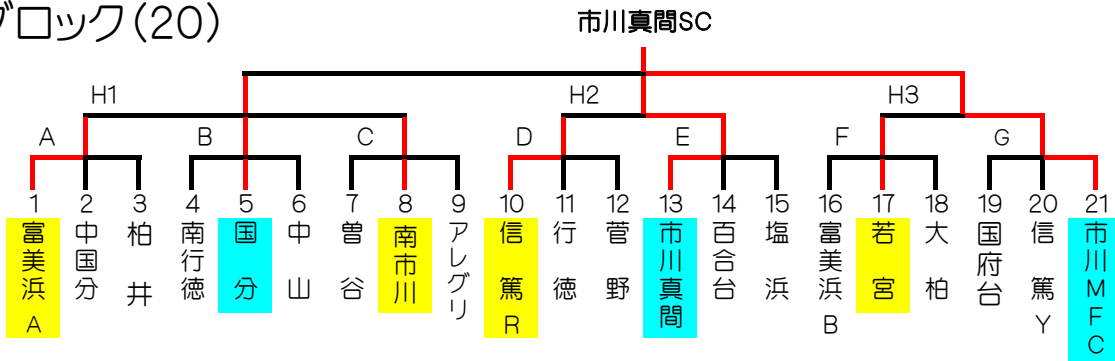 ブロック(20)
市川真間SC
H1
H2
H3
A
B
C
D
E
F
G
1
2
3
4
5
6
7
8
9
10
11
12
13
14
15
16
17
18
19
20
21
富美浜A
中国分
柏井
南行徳
国分
中山
曽谷
南市川
アレグリ
信篤R
行徳
菅野
市川真間
百合台
塩浜
富美浜B
若宮
大柏
国府台
信篤Y
市川MFC